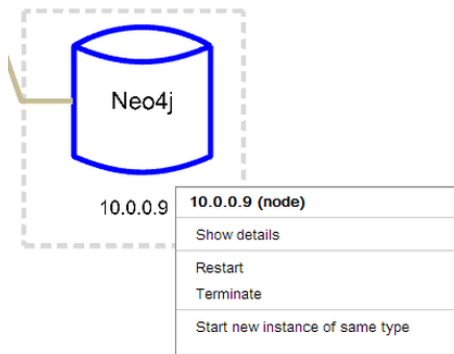 Neo4j
10.0.0.9
10.0.0.9 (node)
Show details
Restart
Terminate
Start new instance of same type